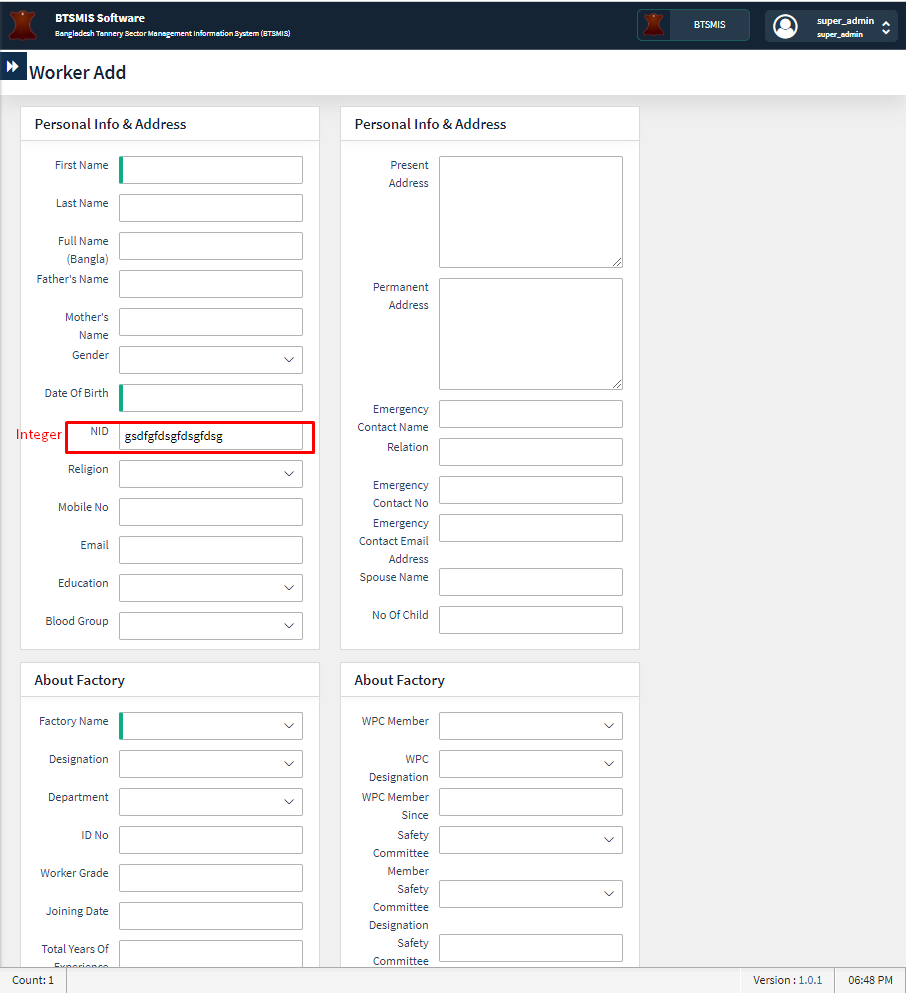 BTSMIS Software
Bangladesh Tannery Sector Management Information System (BTSMIS)
BTSMIS
super_admin
super_admin
Worker Add
Personal Info & Address
First Name
Last Name
Full Name
(Bangla)
Father's Name
Mother's
Name
Gender
Date Of Birth
Integer
NID
gsdfgfdsgfdsgfdsg
Religion
Mobile No
Email
Education
Blood Group
Personal Info & Address
Present
Address
Permanent
Address
Emergency
Contact Name
Relation
Emergency
Contact No
Emergency
Contact Email
Address
Spouse Name
No Of Child
About Factory
Factory Name
Designation
Department
ID No
Worker Grade
Joining Date
Total Years Of
Experience
About Factory
WPC Member
WPC
Designation
WPC Member
Since
Safety
Committee
Member
Safety
Committee
Designation
Safety
Committee
Count: 1
Version : 1.0.1
06:48 PM